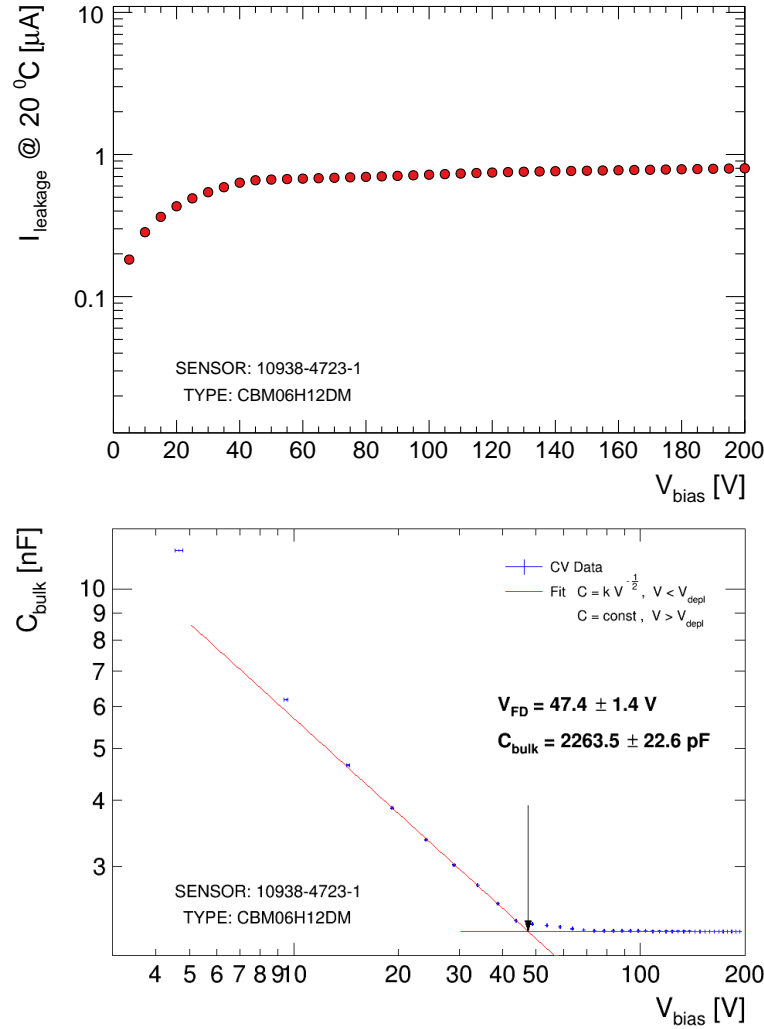 I_leakage @ 20 ⁰C [μA]
10
1
0.1
SENSOR: 10938-4723-1
TYPE: CBM06H12DM
0 20 40 60 80 100 120 140 160 180 200
V_bias [V]
C_bulk [nF]
10
9
8
7
6
5
4
3
CV Data
Fit C = k V^-1/2 , V < V_depl
C = const , V > V_depl
V_FD = 47.4 ± 1.4 V
C_bulk = 2263.5 ± 22.6 pF
SENSOR: 10938-4723-1
TYPE: CBM06H12DM
4 5 6 7 8 9 10 20 30 40 50 100 200
V_bias [V]